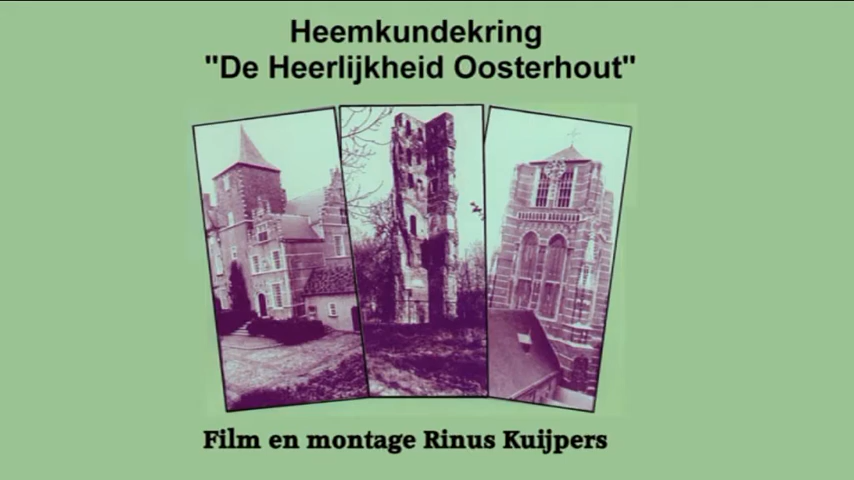 Heemkundekring
"De Heerlijkheid Oosterhout"
Film en montage Rinus Kuijpers